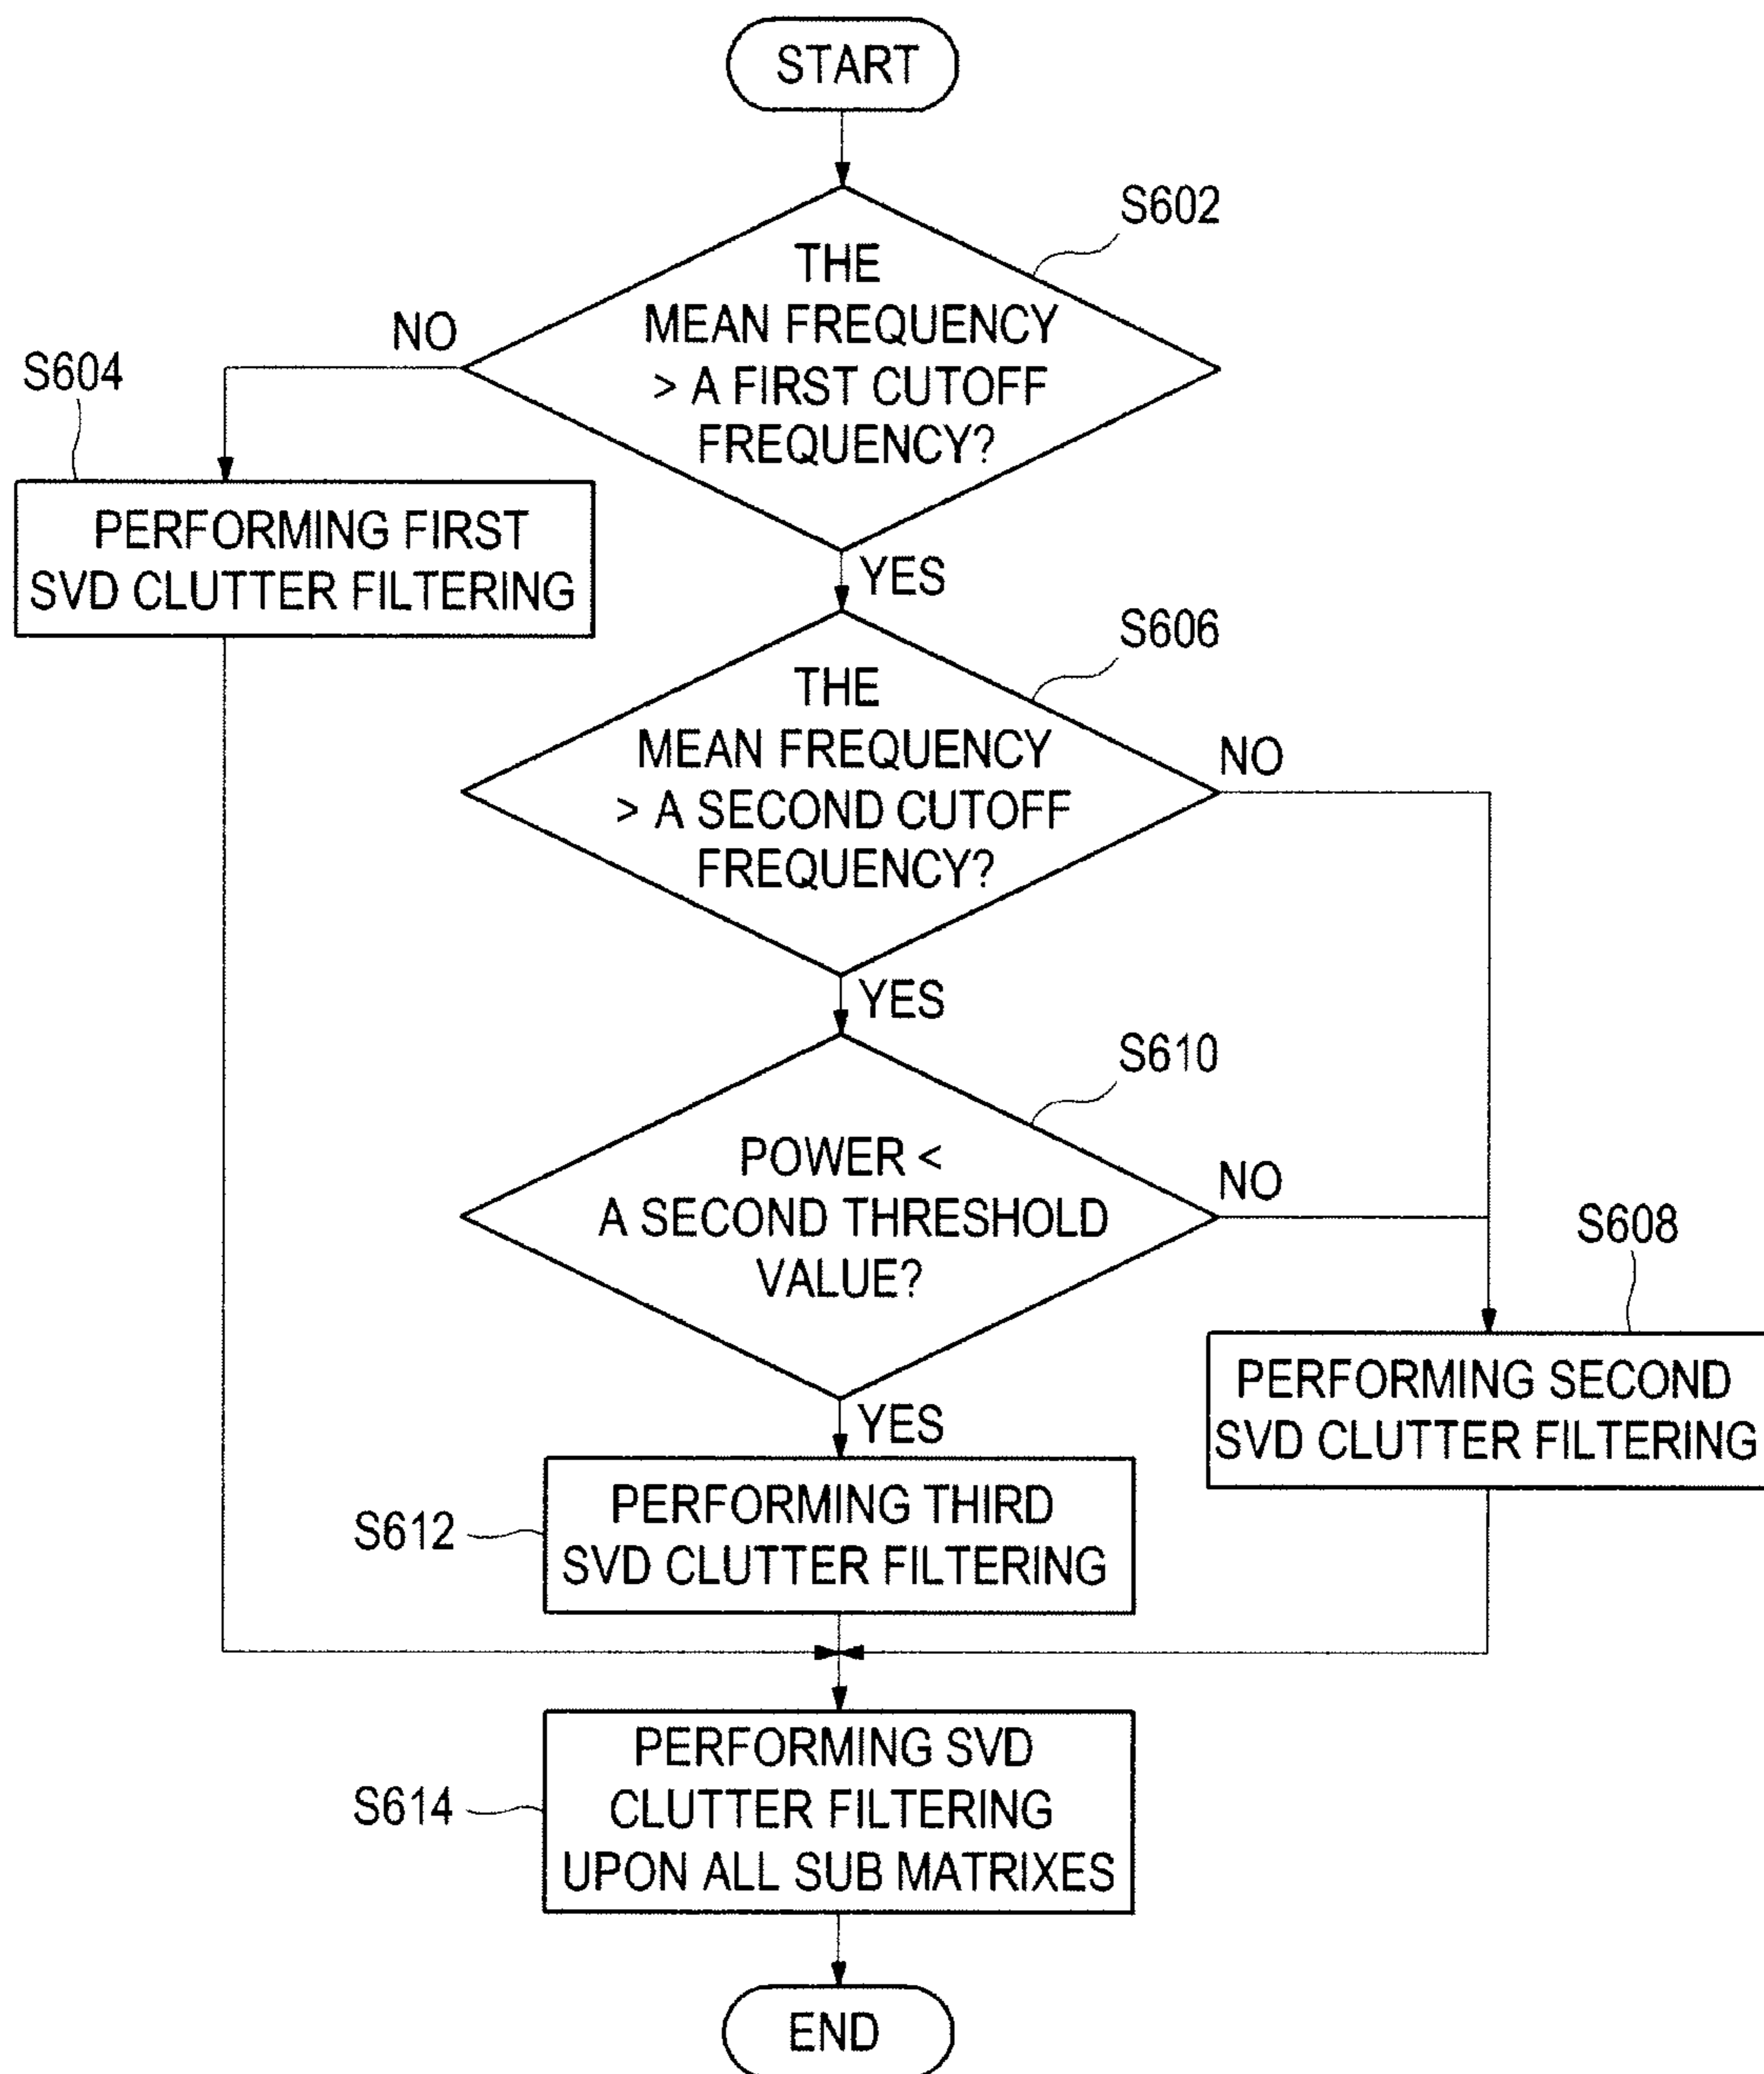 START
S602
THE
MEAN FREQUENCY
> A FIRST CUTOFF
FREQUENCY?
NO
S604
PERFORMING FIRST
SVD CLUTTER FILTERING
YES
S606
THE
MEAN FREQUENCY
> A SECOND CUTOFF
FREQUENCY?
NO
YES
S610
POWER <
A SECOND THRESHOLD
VALUE?
NO
S608
PERFORMING SECOND
SVD CLUTTER FILTERING
YES
S612
PERFORMING THIRD
SVD CLUTTER FILTERING
S614
PERFORMING SVD
CLUTTER FILTERING
UPON ALL SUB MATRIXES
END